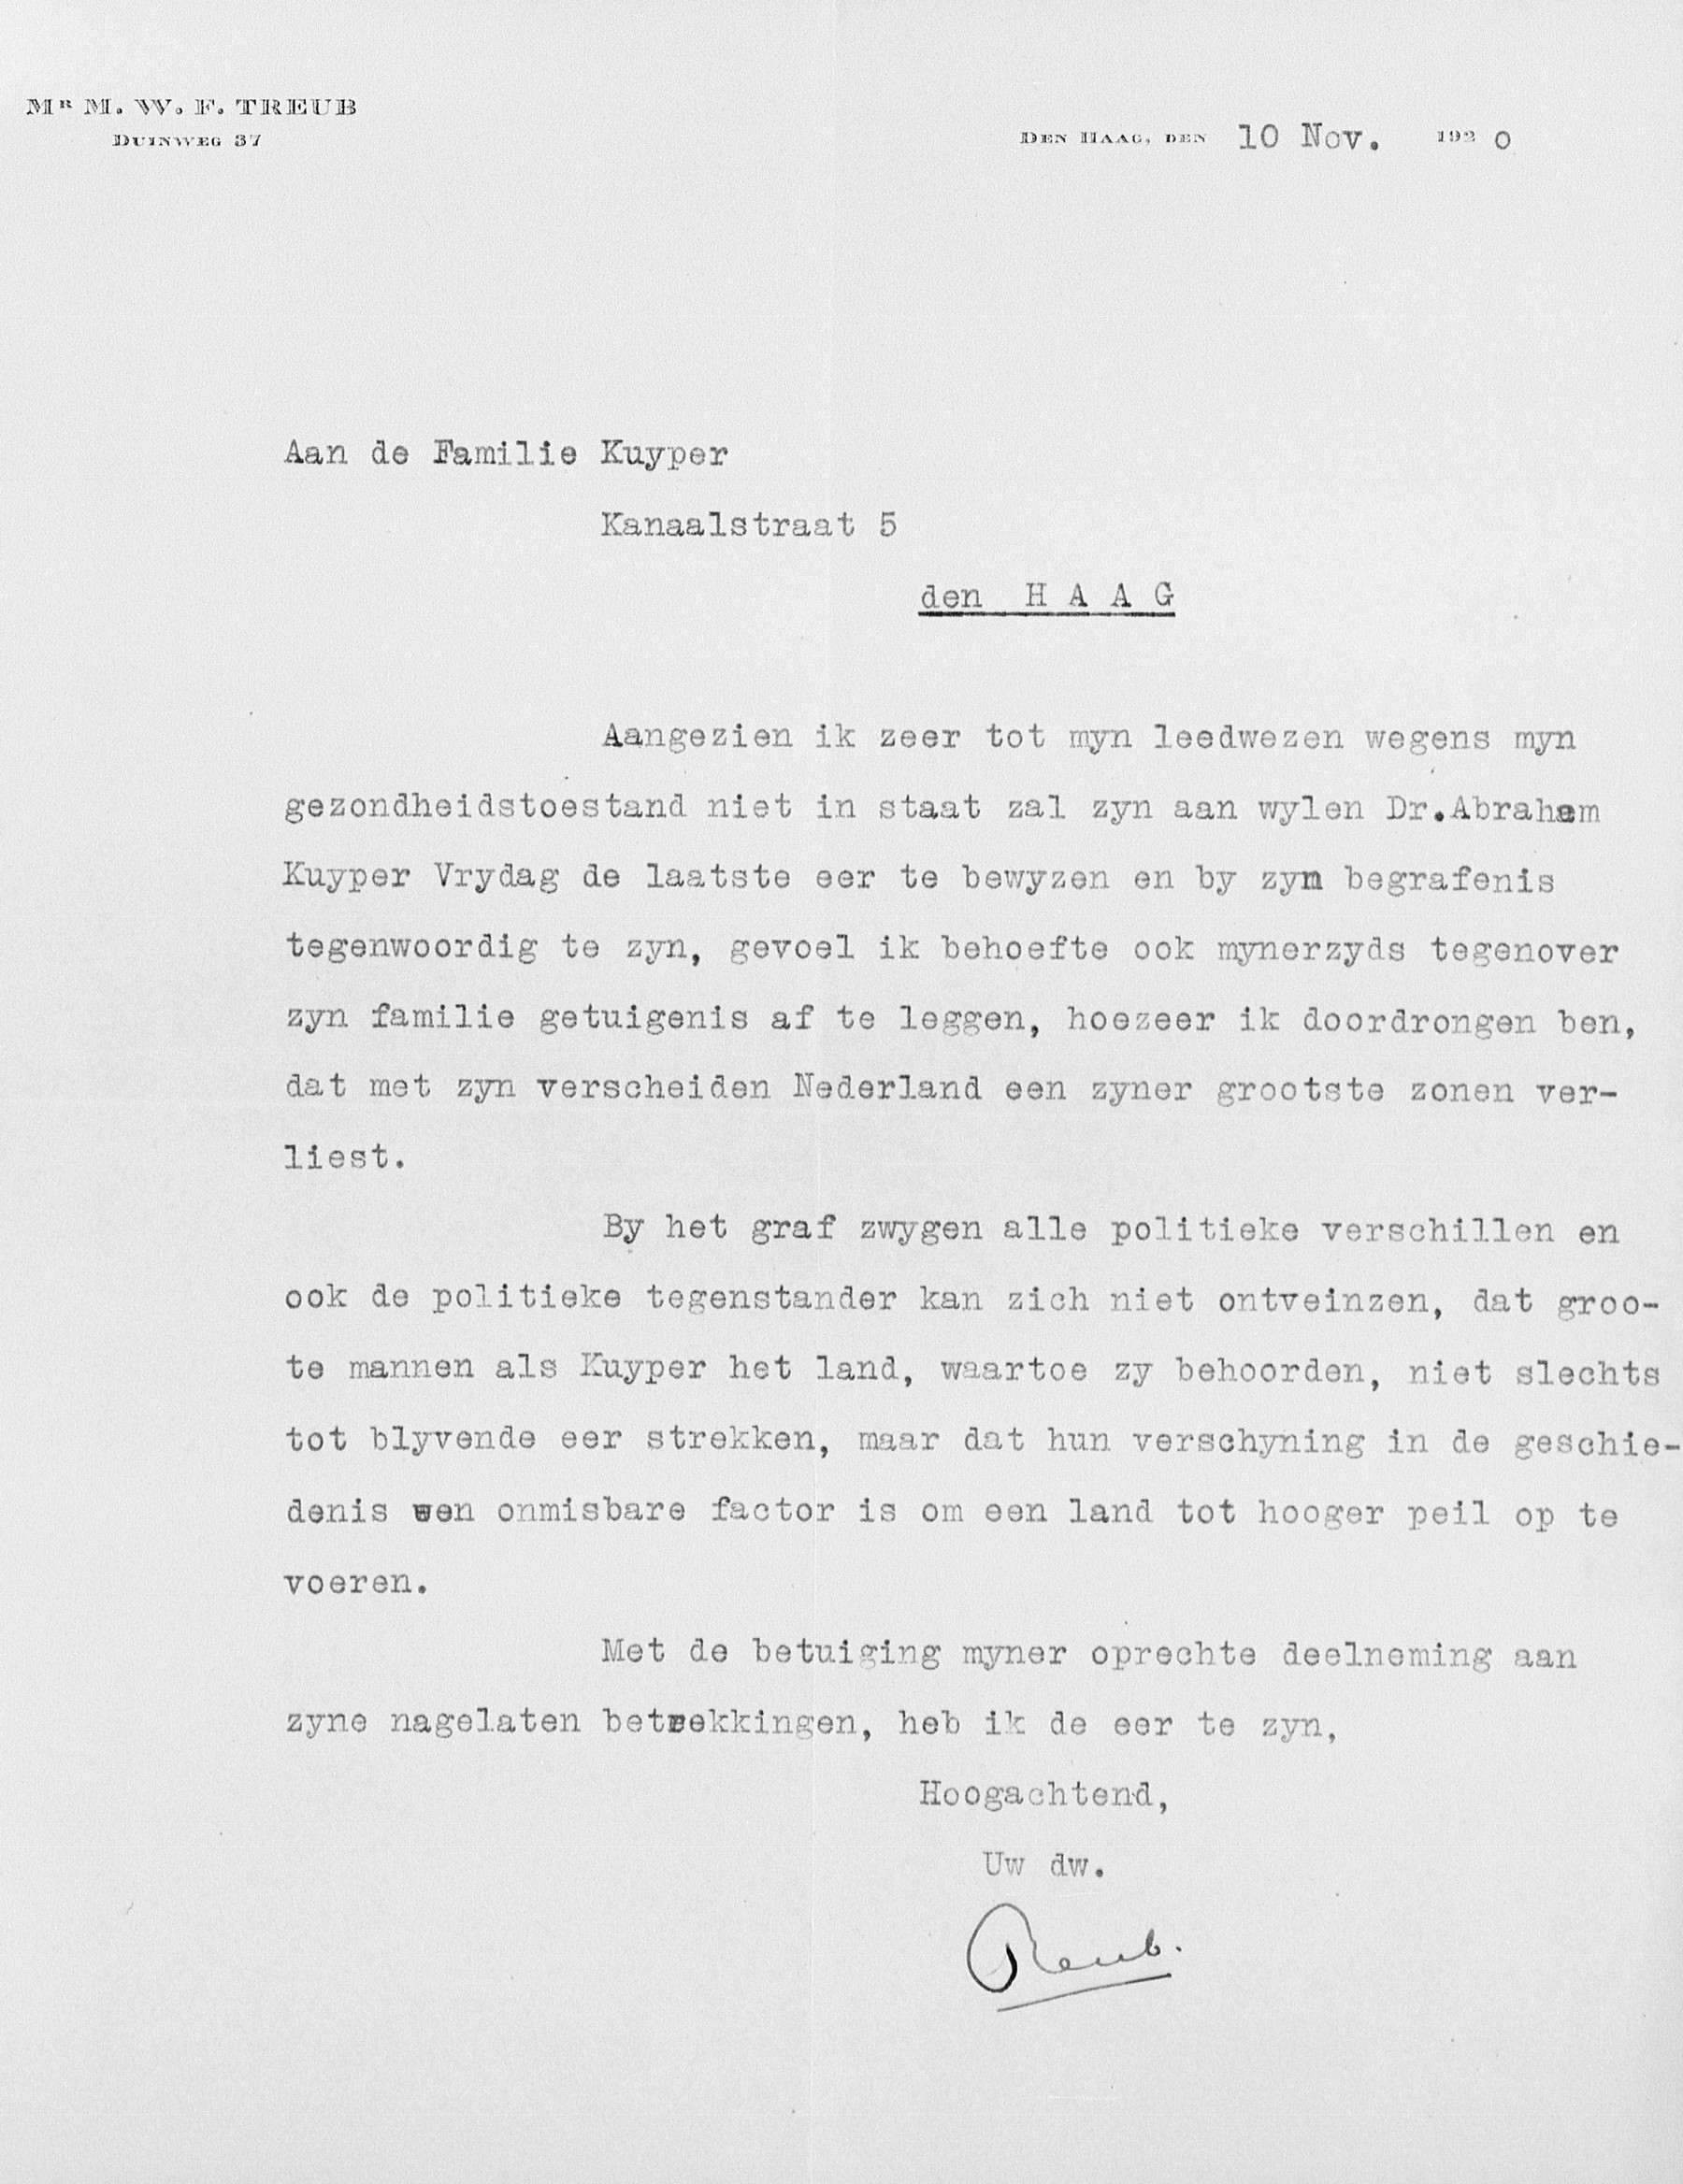 Mr M. W. F. TREUB
DUINWEG 37
DEN HAAG, DEN 10 Nov. 1920
Aan de Familie Kuyper
Kanaalstraat 5
den H A A G
Aangezien ik zeer tot myn leedwezen wegens myn
gezondheidstoestand niet in staat zal zyn aan wylen Dr.Abraham
Kuyper Vrydag de laatste eer te bewyzen en by zyn begrafenis
tegenwoordig te zyn, gevoel ik behoefte ook mynerzyds tegenover
zyn familie getuigenis af te leggen, hoezeer ik doordrongen ben,
dat met zyn verscheiden Nederland een zyner grootste zonen ver-
liest.
By het graf zwygen alle politieke verschillen en
ook de politieke tegenstander kan zich niet ontveinzen, dat groo-
te mannen als Kuyper het land, waartoe zy behoorden, niet slechts
tot blyvende eer strekken, maar dat hun verschyning in de geschie-
denis een onmisbare factor is om een land tot hooger peil op te
voeren.
Met de betuiging myner oprechte deelneming aan
zyne nagelaten betrekkingen, heb ik de eer te zyn,
Hoogachtend,
Uw dw.
Treub.